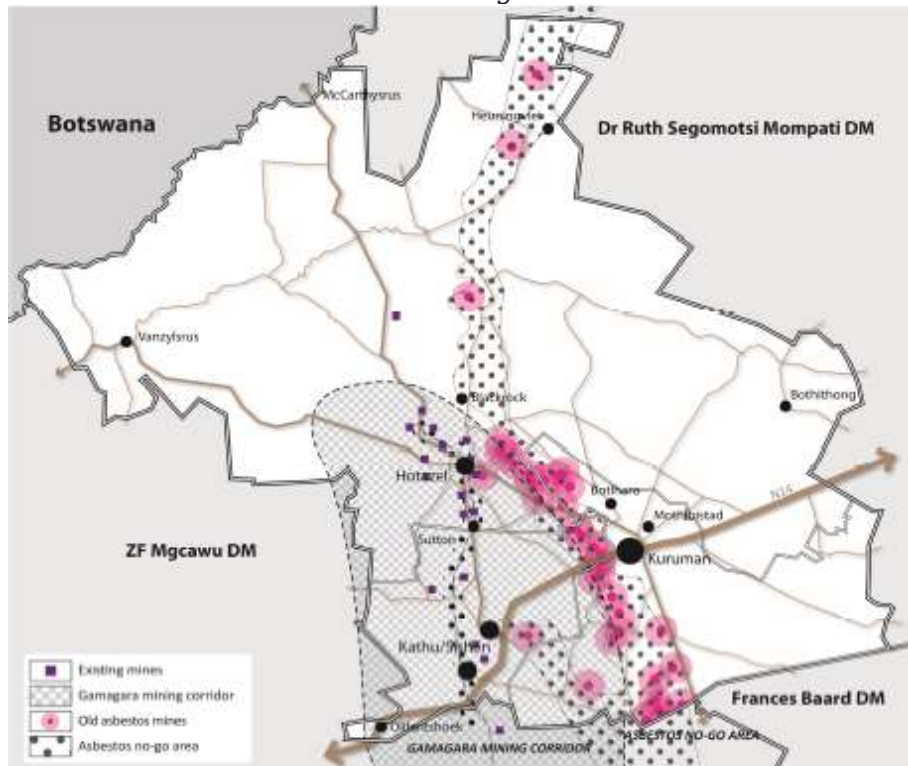 McCarthysrus
Botswana
Dr Ruth Segomotsi Mompati DM
Vanzylsrus
Blackrock
Bothithong
Hotazel
N14
Mothibistad
Sutton
ZF Mgcawu DM
Kuruman
Kathu/Sishen
Existing mines
Gamagara mining corridor
Frances Baard DM
Old asbestos mines
ASBESTOS NO-GO AREA
Asbestos no-go area
GAMAGARA MINING CORRIDOR